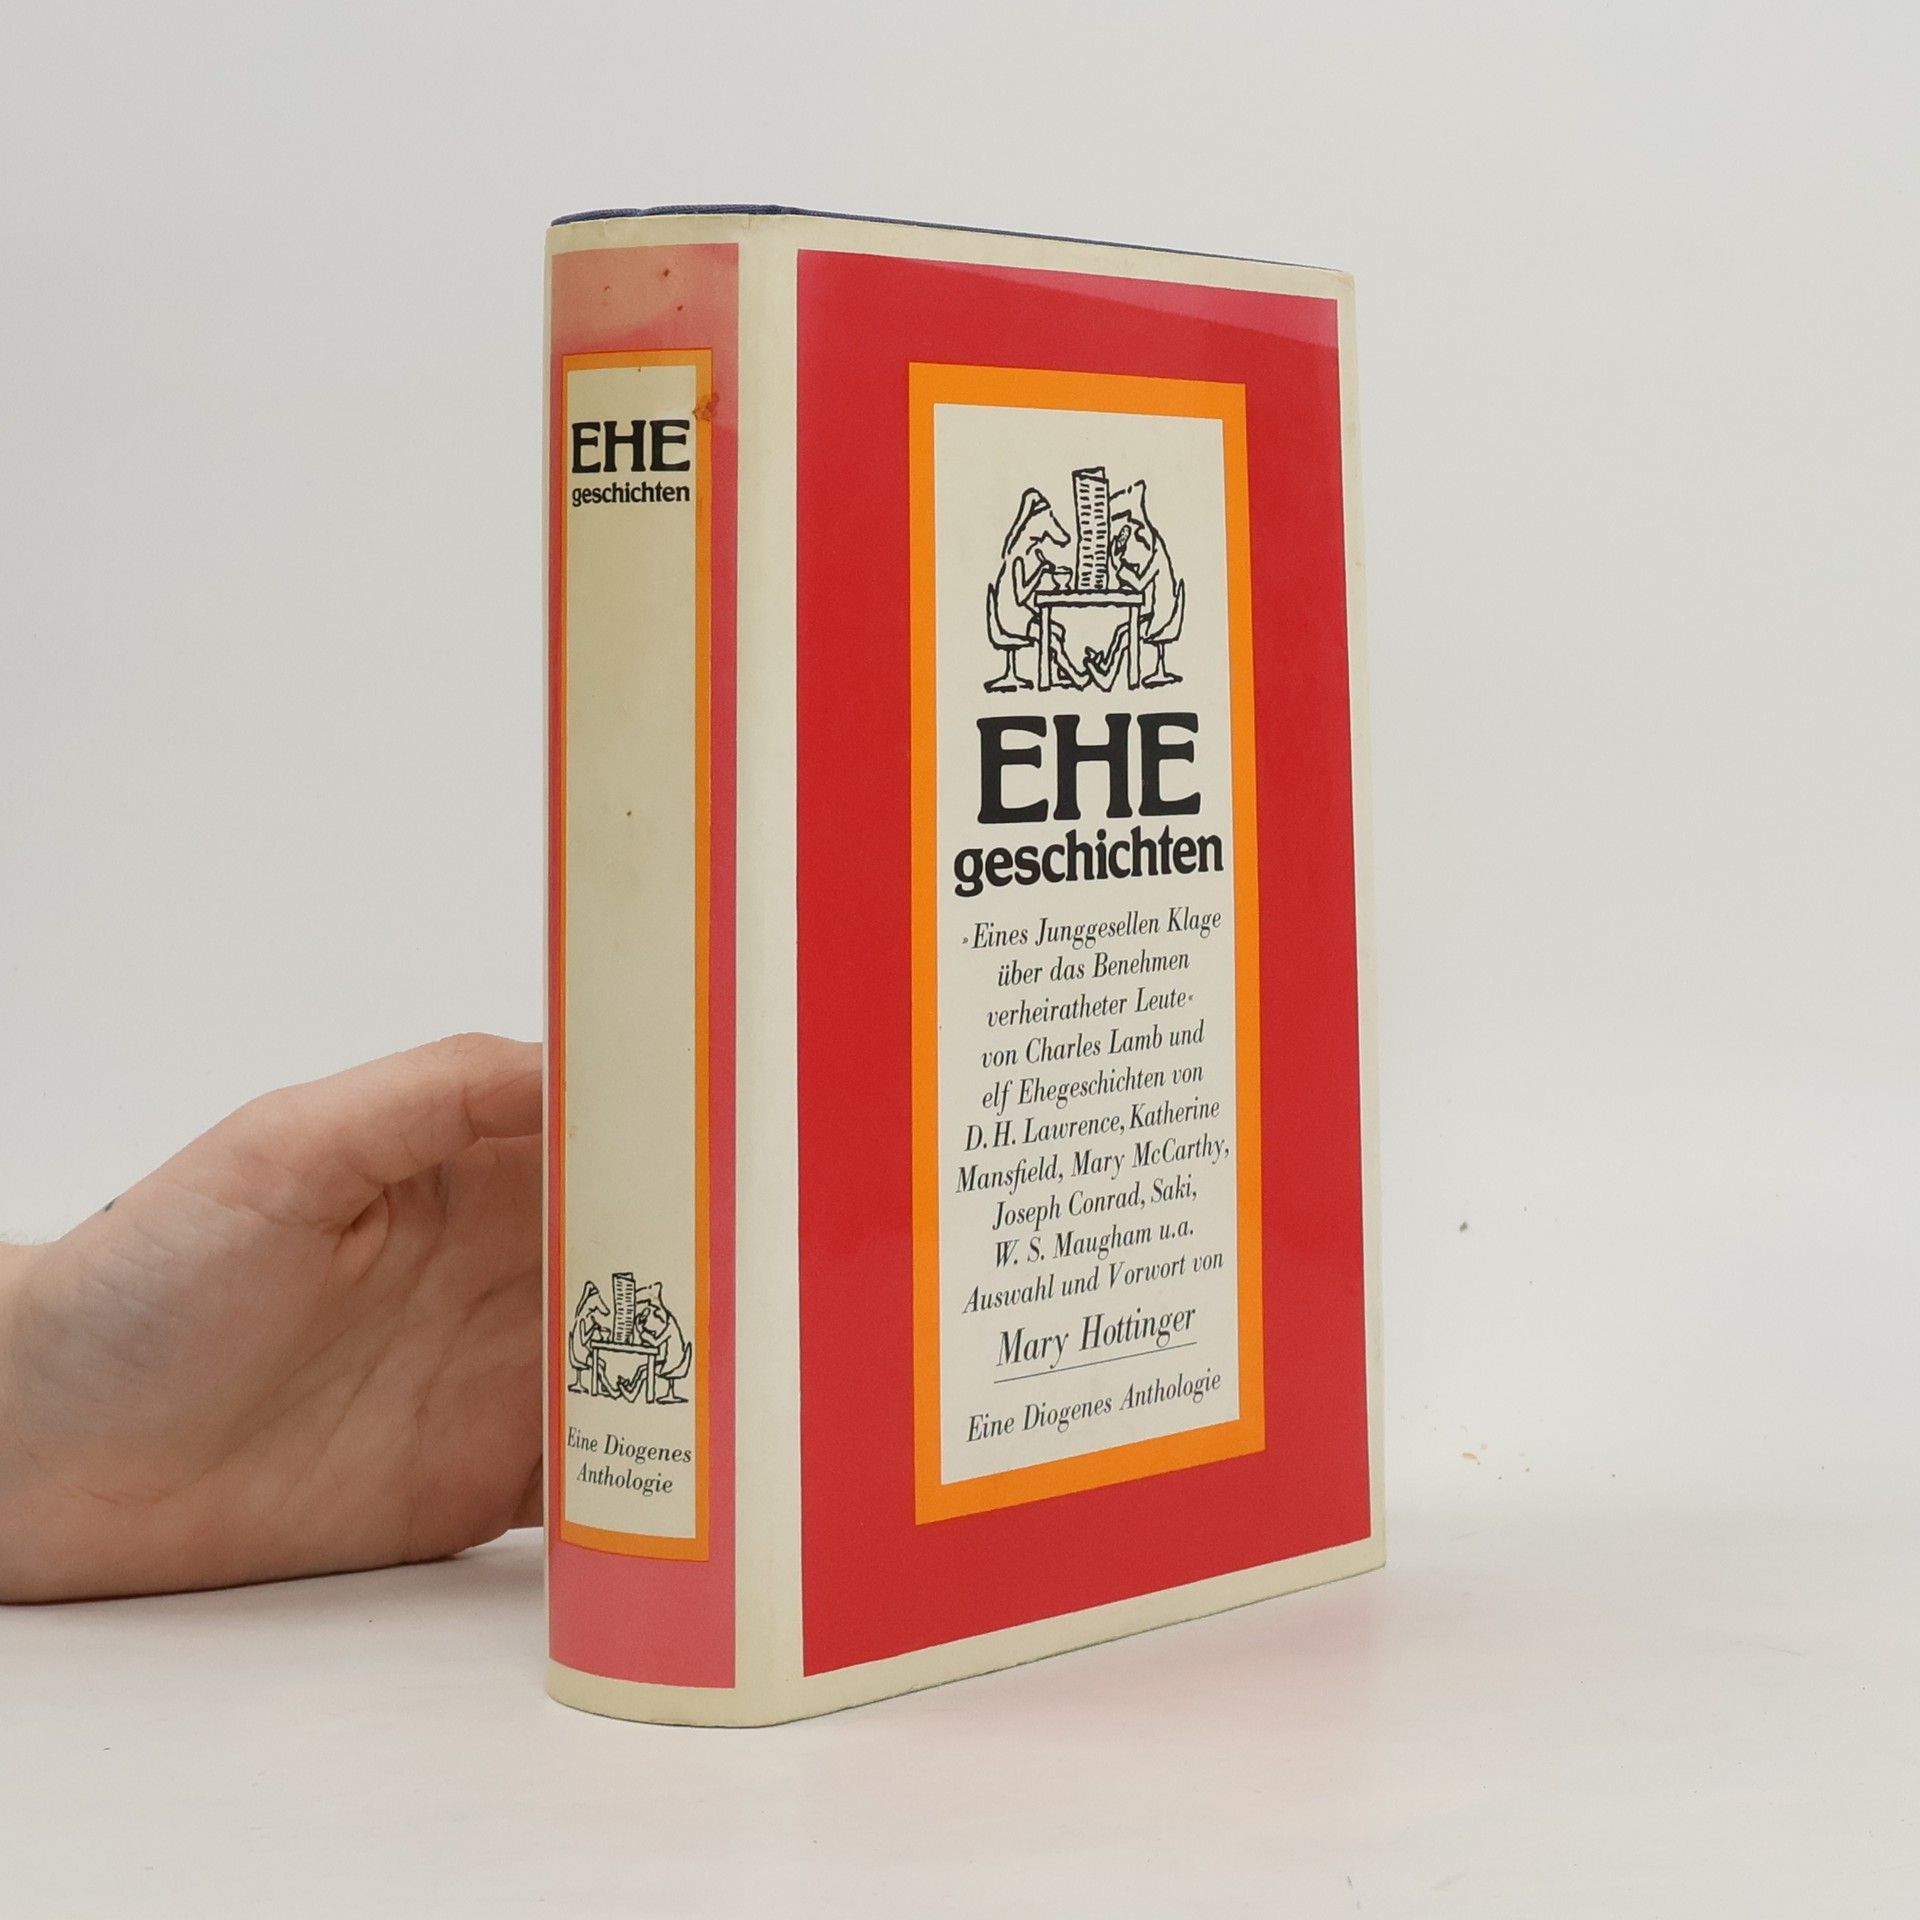 EHE
geschichten
Eine Diogenes
Anthologie
EHE
geschichten
»Eines Junggesellen Klage
über das Benehmen
verheiratheter Leute«
von Charles Lamb und
elf Ehegeschichten von
D. H. Lawrence, Katherine
Mansfield, Mary McCarthy,
Joseph Conrad, Saki,
W. S. Maugham u.a.
Auswahl und Vorwort von
Mary Hottinger
Eine Diogenes Anthologie